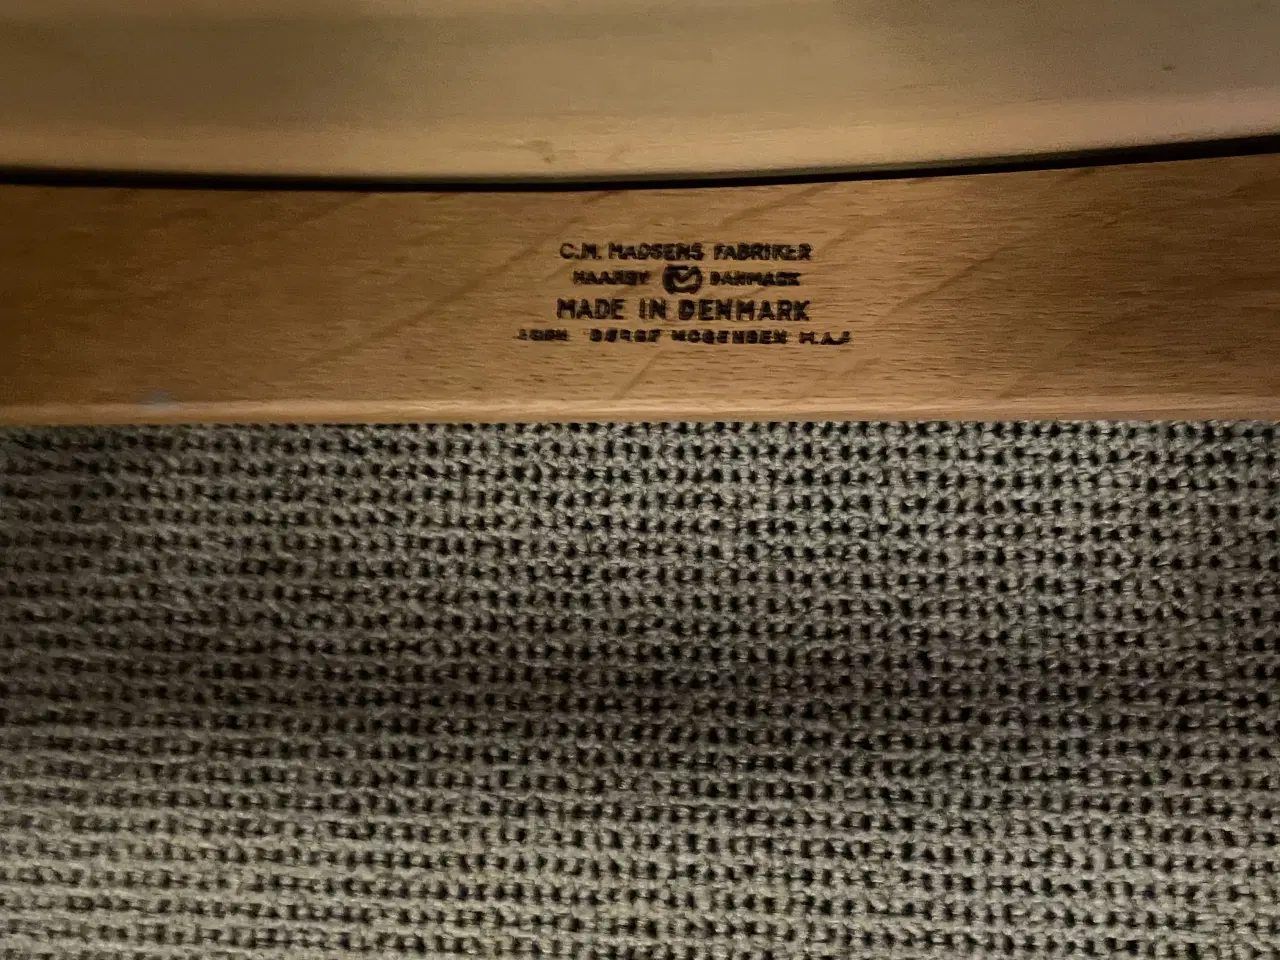 C.M. MADSENS FABRIKER
HAARBY DANMARK
MADE IN DENMARK
BØRGE MOGENSEN M.A.A